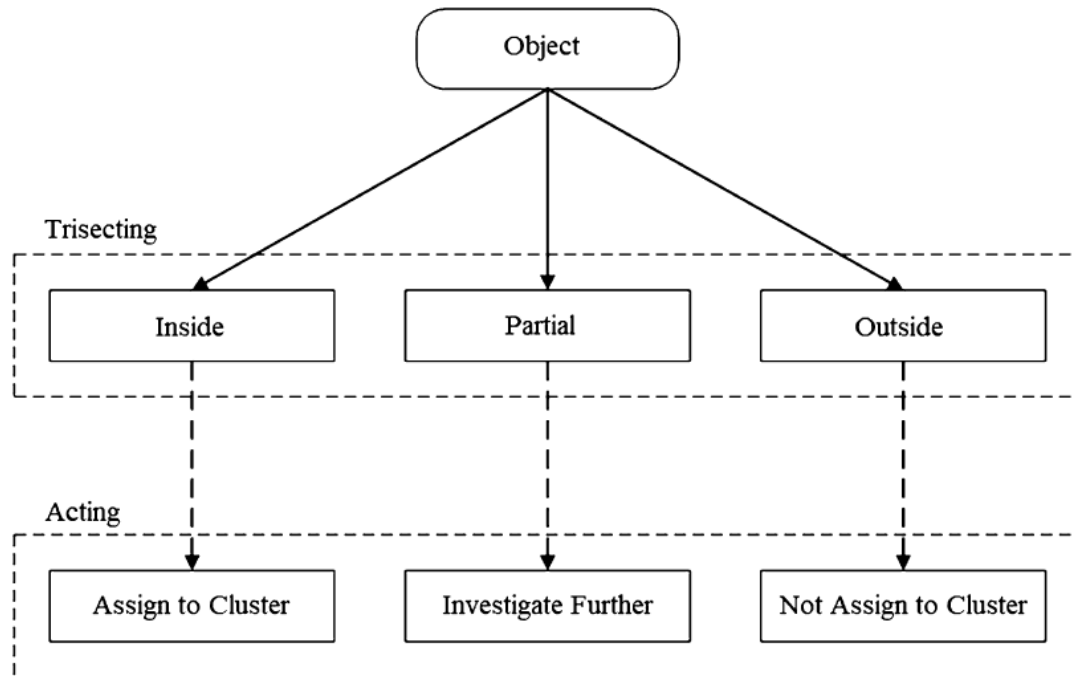 Object
Trisecting
Inside
Partial
Outside
Acting
Assign to Cluster
Investigate Further
Not Assign to Cluster